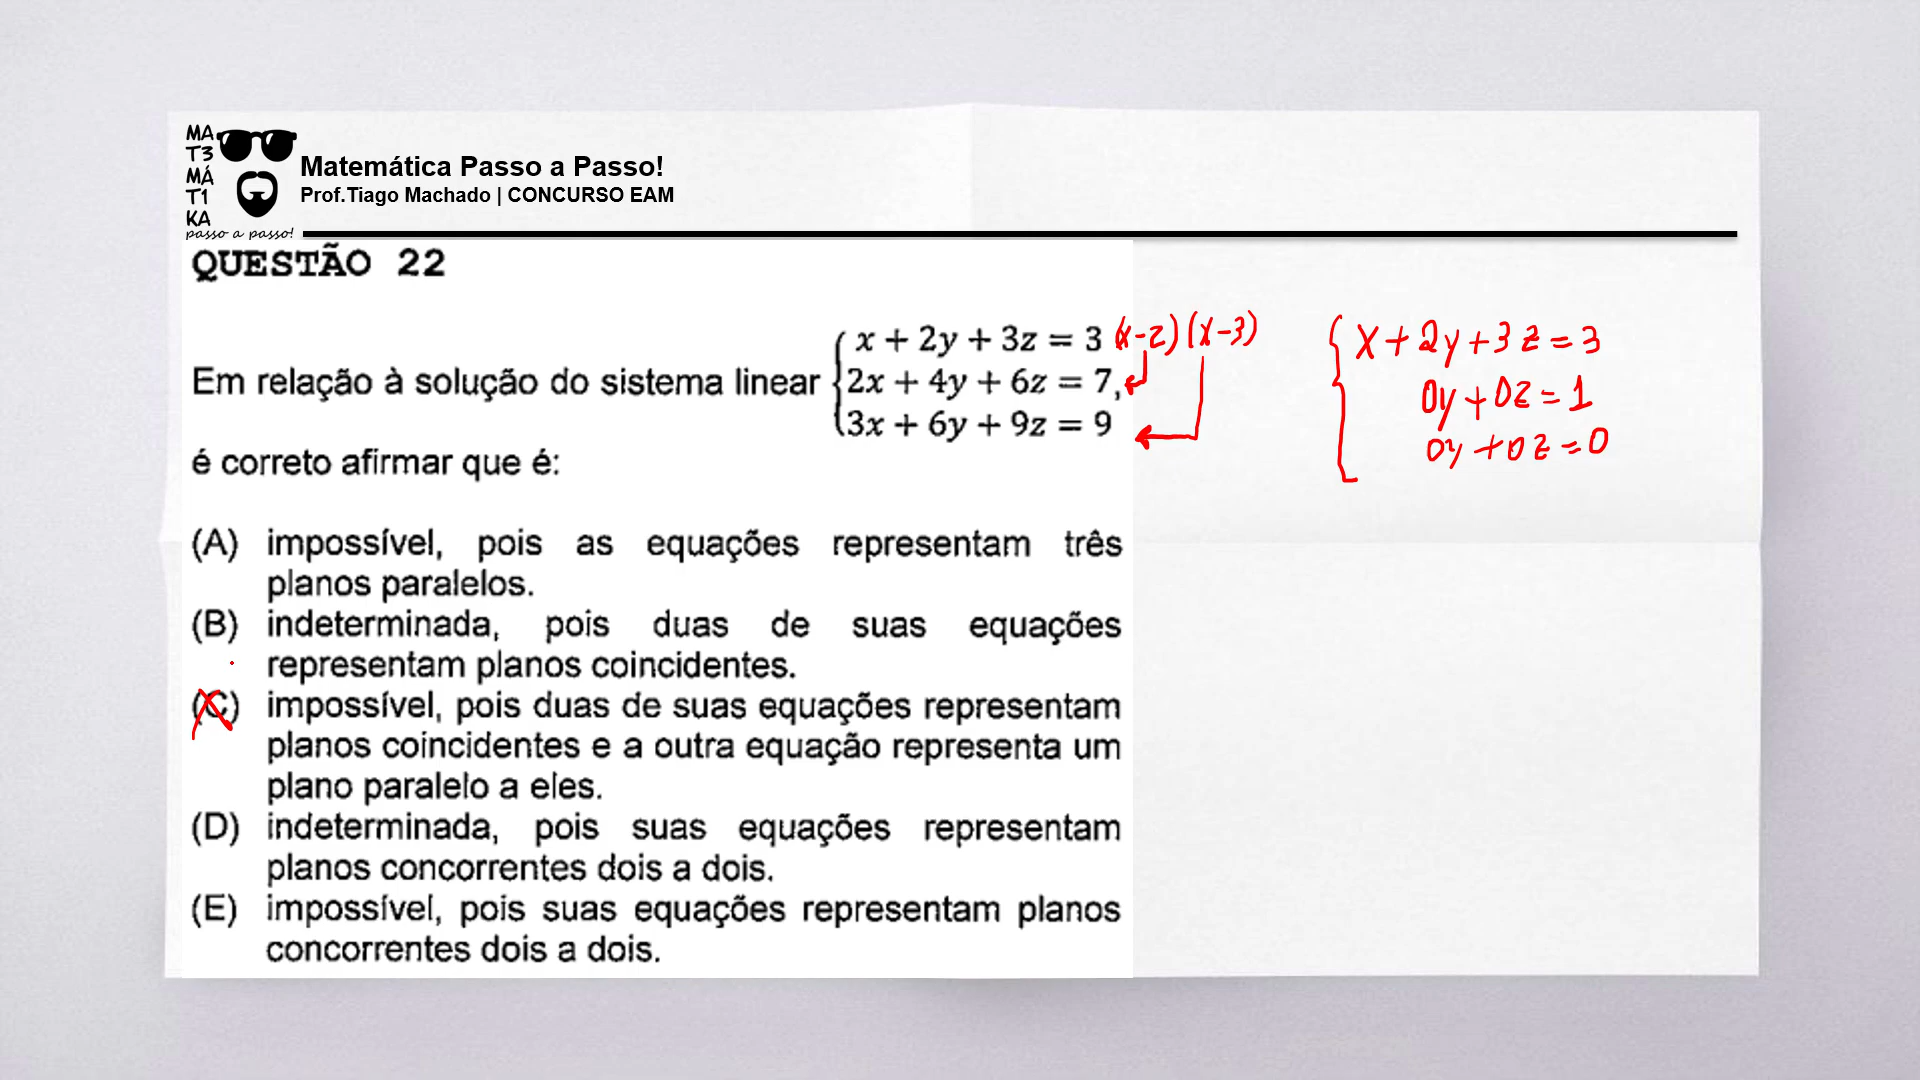 MA
T3
MÁ
T1
KA
passo a passo!
Matemática Passo a Passo!
Prof.Tiago Machado | CONCURSO EAM
QUESTÃO 22
Em relação à solução do sistema linear
x + 2y + 3z = 3 (x-2) (x-3)
2x + 4y + 6z = 7,
3x + 6y + 9z = 9
x + 2y + 3z = 3
0y + 0z = 1
0y + 0z = 0
é correto afirmar que é:
(A) impossível, pois as equações representam três
planos paralelos.
(B) indeterminada, pois duas de suas equações
representam planos coincidentes.
(C) impossível, pois duas de suas equações representam
planos coincidentes e a outra equação representa um
plano paralelo a eles.
(D) indeterminada, pois suas equações representam
planos concorrentes dois a dois.
(E) impossível, pois suas equações representam planos
concorrentes dois a dois.